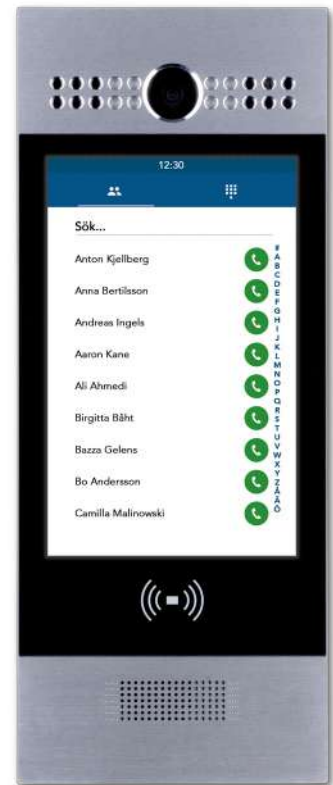 12:30
Sök...
Anton Kjellberg
Anna Bertilsson
Andreas Ingels
Aaron Kane
Ali Ahmedi
Birgitta Båht
Bazza Gelens
Bo Andersson
Camilla Malinowski
#
A
B
C
D
E
F
G
H
I
J
K
L
M
N
O
P
Q
R
S
T
U
V
W
X
Y
Z
Å
Ä
Ö